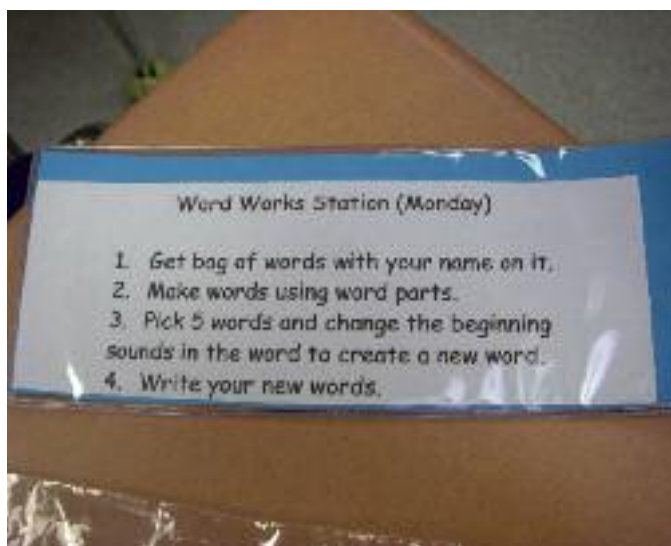 Word Works Station (Monday)
1. Get bag of words with your name on it.
2. Make words using word parts.
3. Pick 5 words and change the beginning
sounds in the word to create a new word.
4. Write your new words.